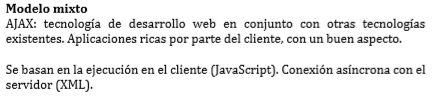 Modelo mixto
AJAX: tecnología de desarrollo web en conjunto con otras tecnologías
existentes. Aplicaciones ricas por parte del cliente, con un buen aspecto.
Se basan en la ejecución en el cliente (JavaScript). Conexión asíncrona con el
servidor (XML).